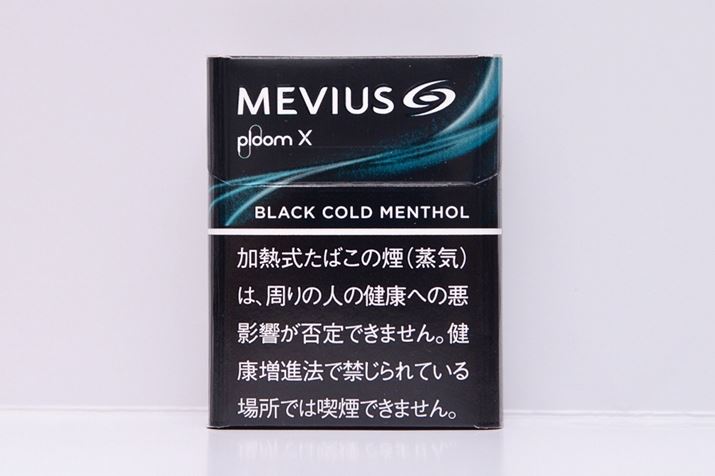 MEVIUS
ploom X
BLACK COLD MENTHOL
加熱式たばこの煙(蒸気)
は、周りの人の健康への悪
影響が否定できません。健
康増進法で禁じられている
場所では喫煙できません。